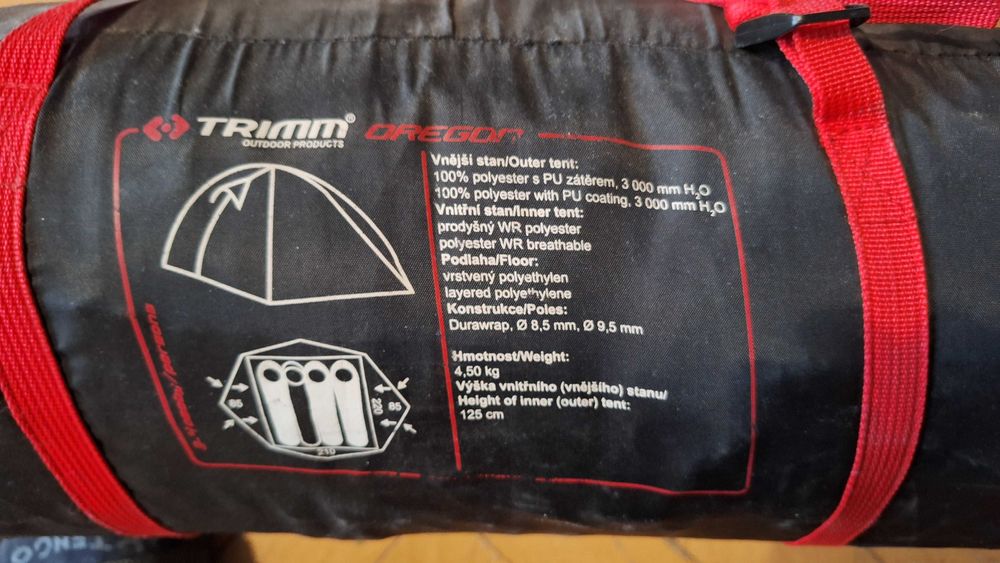 TRIMM® OREGON
OUTDOOR PRODUCTS
Vnější stan/Outer tent:
100% polyester s PU zátěrem, 3 000 mm H₂O
100% polyester with PU coating, 3 000 mm H₂O
Vnitřní stan/Inner tent:
prodyšný WR polyester
polyester WR breathable
Podlaha/Floor:
vrstvený polyethylen
layered polyethylene
Konstrukce/Poles:
Durawrap, Ø 8,5 mm, Ø 9,5 mm
Hmotnost/Weight:
4,50 kg
Výška vnitřního (vnějšího) stanu/
Height of inner (outer) tent:
125 cm
85
220
85
210